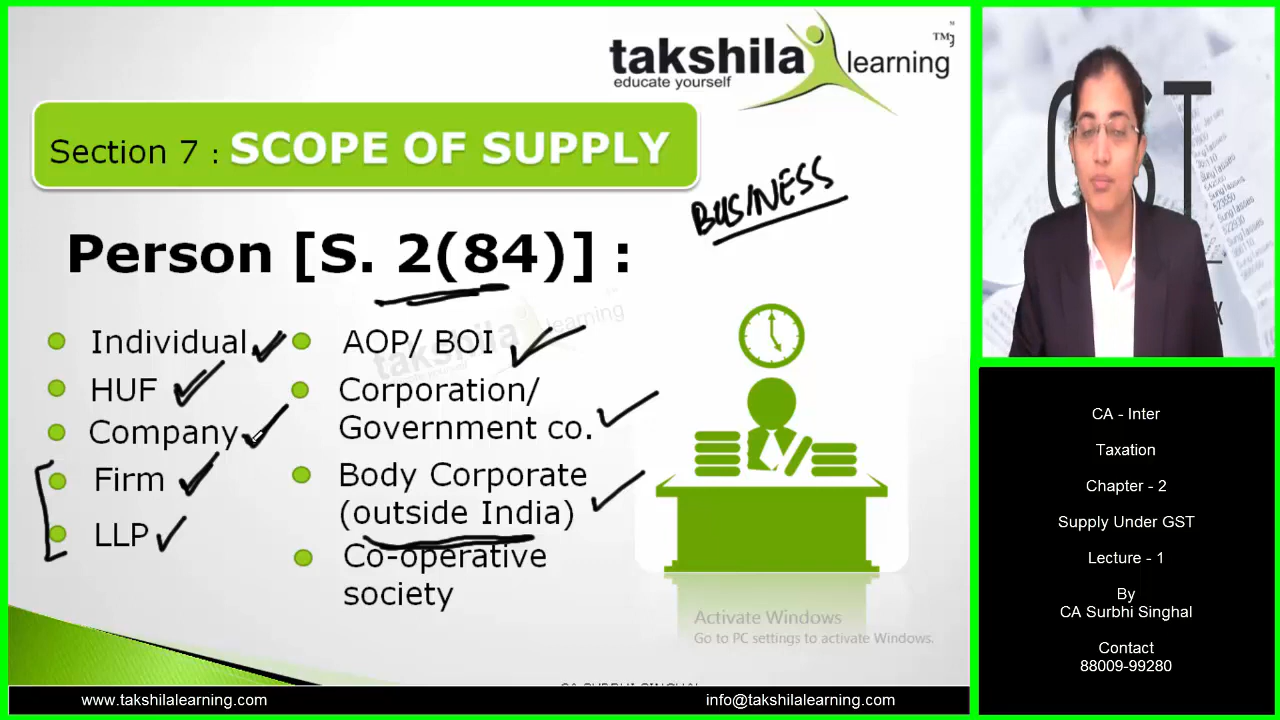 takshila learning TM
educate yourself
Section 7 : SCOPE OF SUPPLY
BUSINESS
Person [S. 2(84)] :
Individual
HUF
Company
Firm
LLP
AOP/ BOI
Corporation/
Government co.
Body Corporate
(outside India)
Co-operative
society
takshila learning
Activate Windows
Go to PC settings to activate Windows.
www.takshilalearning.com
info@takshilalearning.com
GST
CA - Inter
Taxation
Chapter - 2
Supply Under GST
Lecture - 1
By
CA Surbhi Singhal
Contact
88009-99280